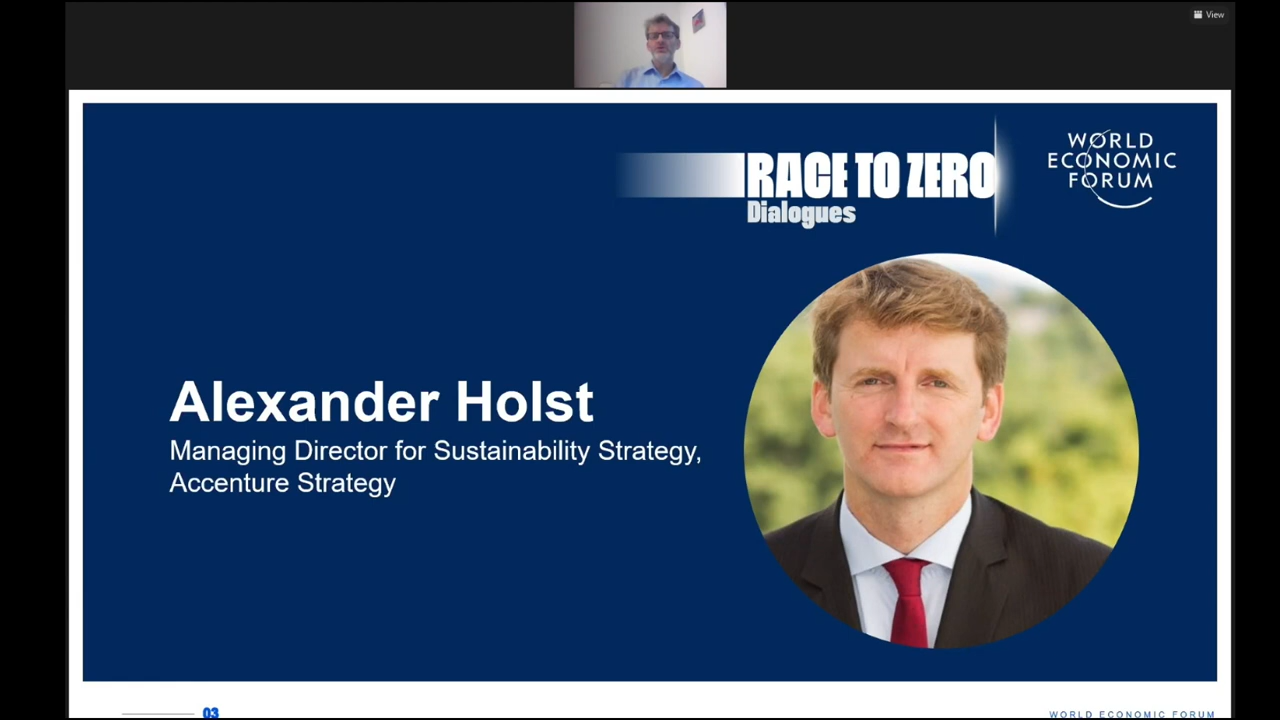 View
RACE TO ZERO
Dialogues
WORLD
ECONOMIC
FORUM
Alexander Holst
Managing Director for Sustainability Strategy,
Accenture Strategy
03
WORLD ECONOMIC FORUM